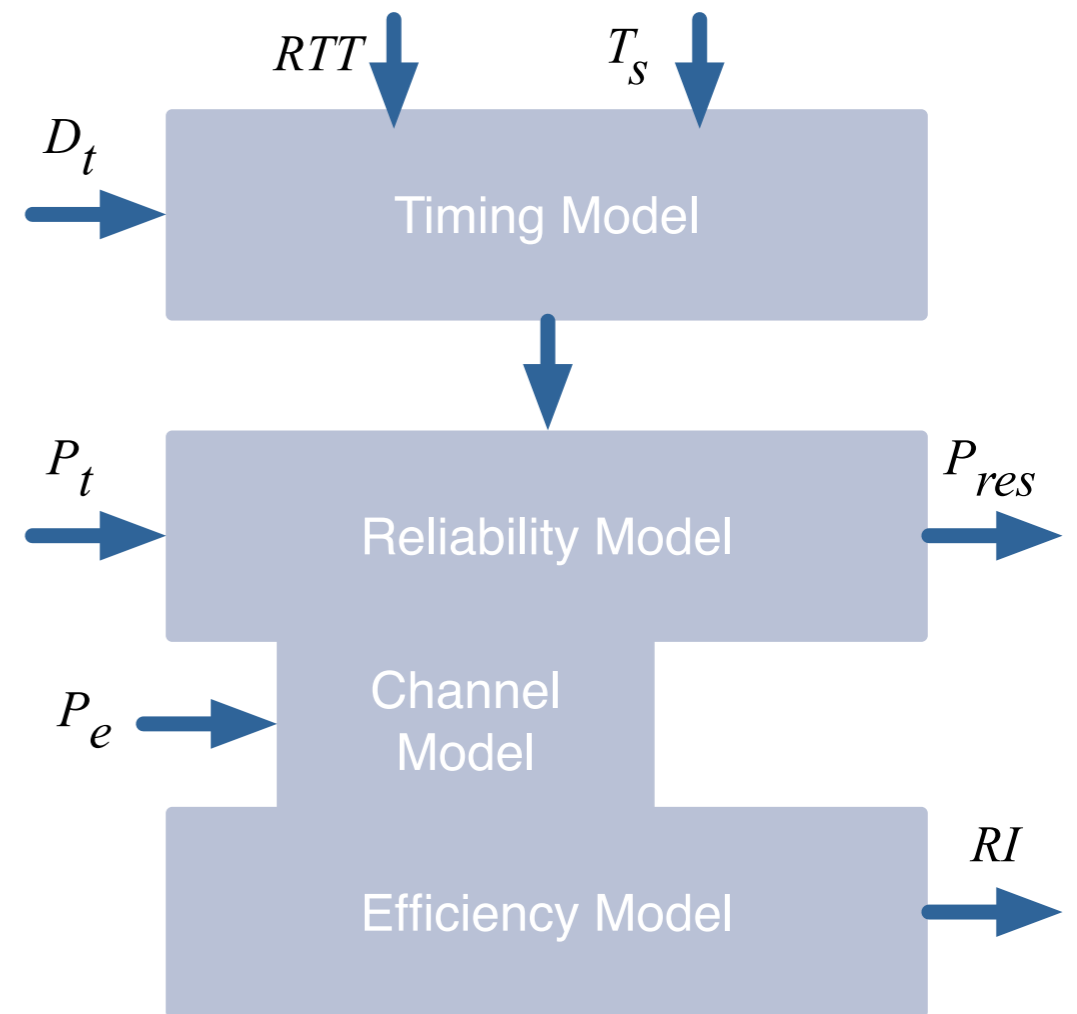 RTT
T_s
D_t
Timing Model
P_t
P_res
Reliability Model
Channel
Model
P_e
RI
Efficiency Model